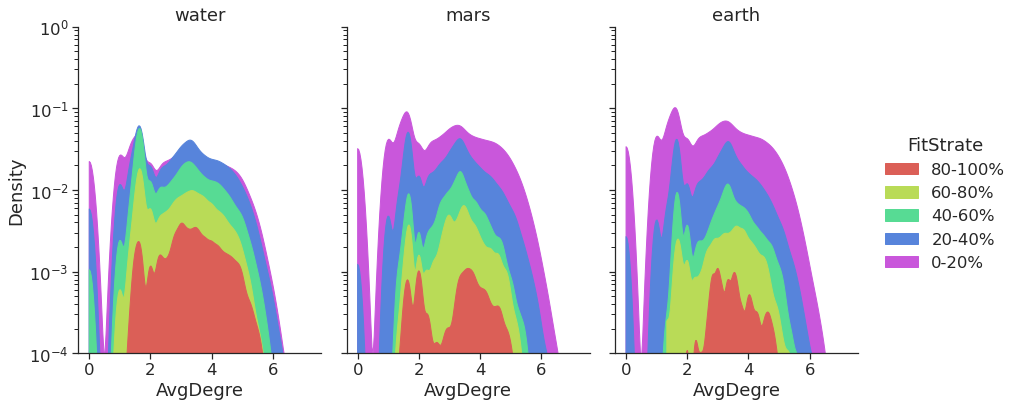 water
mars
earth
Density
10^0
10^-1
10^-2
10^-3
10^-4
0 2 4 6
0 2 4 6
0 2 4 6
AvgDegre
AvgDegre
AvgDegre
FitStrate
80-100%
60-80%
40-60%
20-40%
0-20%